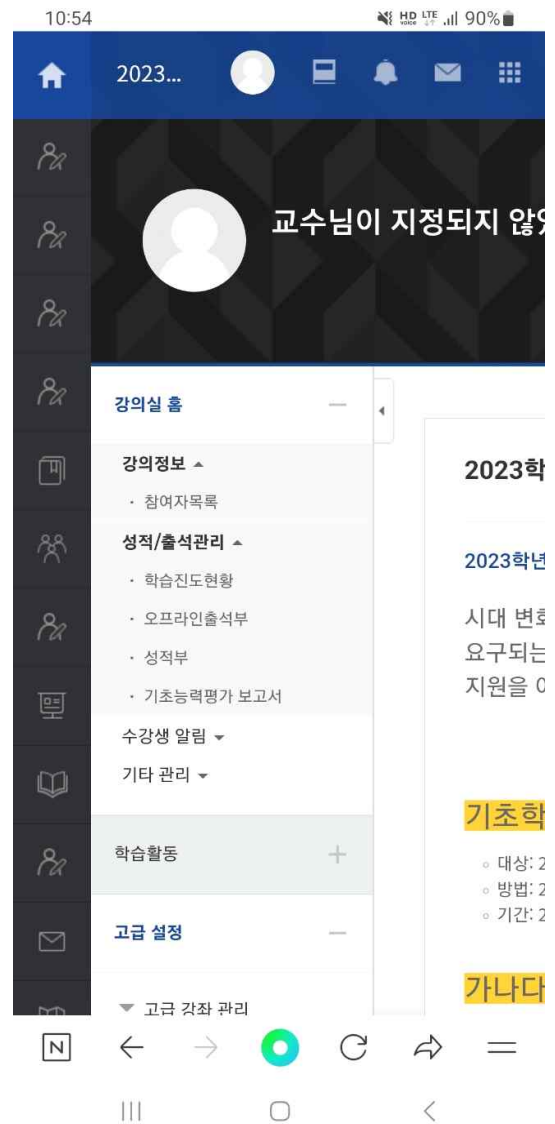 10:54
HD voice LTE 90%
2023...
교수님이 지정되지 않
강의실 홈
강의정보
· 참여자목록
성적/출석관리
· 학습진도현황
· 오프라인출석부
· 성적부
· 기초능력평가 보고서
수강생 알림
기타 관리
학습활동
고급 설정
고급 강좌 관리
2023학
2023학년
시대 변화
요구되는
지원을
기초학
대상: 2
방법: 2
기간: 2
가나다
N